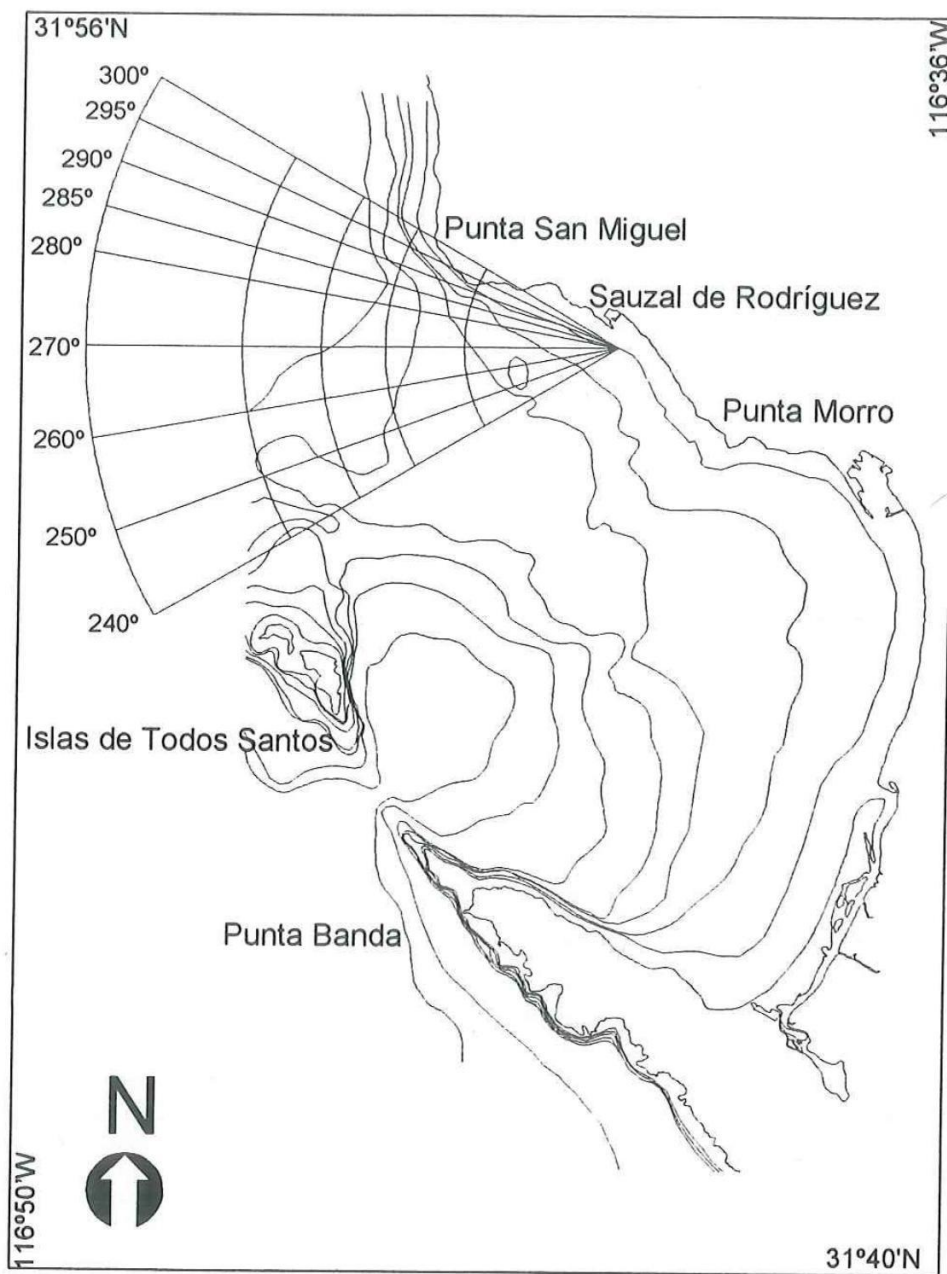 31º56'N
116º36'W
300º
295º
290º
285º
280º
270º
260º
250º
240º
Punta San Miguel
Sauzal de Rodríguez
Punta Morro
Islas de Todos Santos
Punta Banda
N
116º50'W
31º40'N